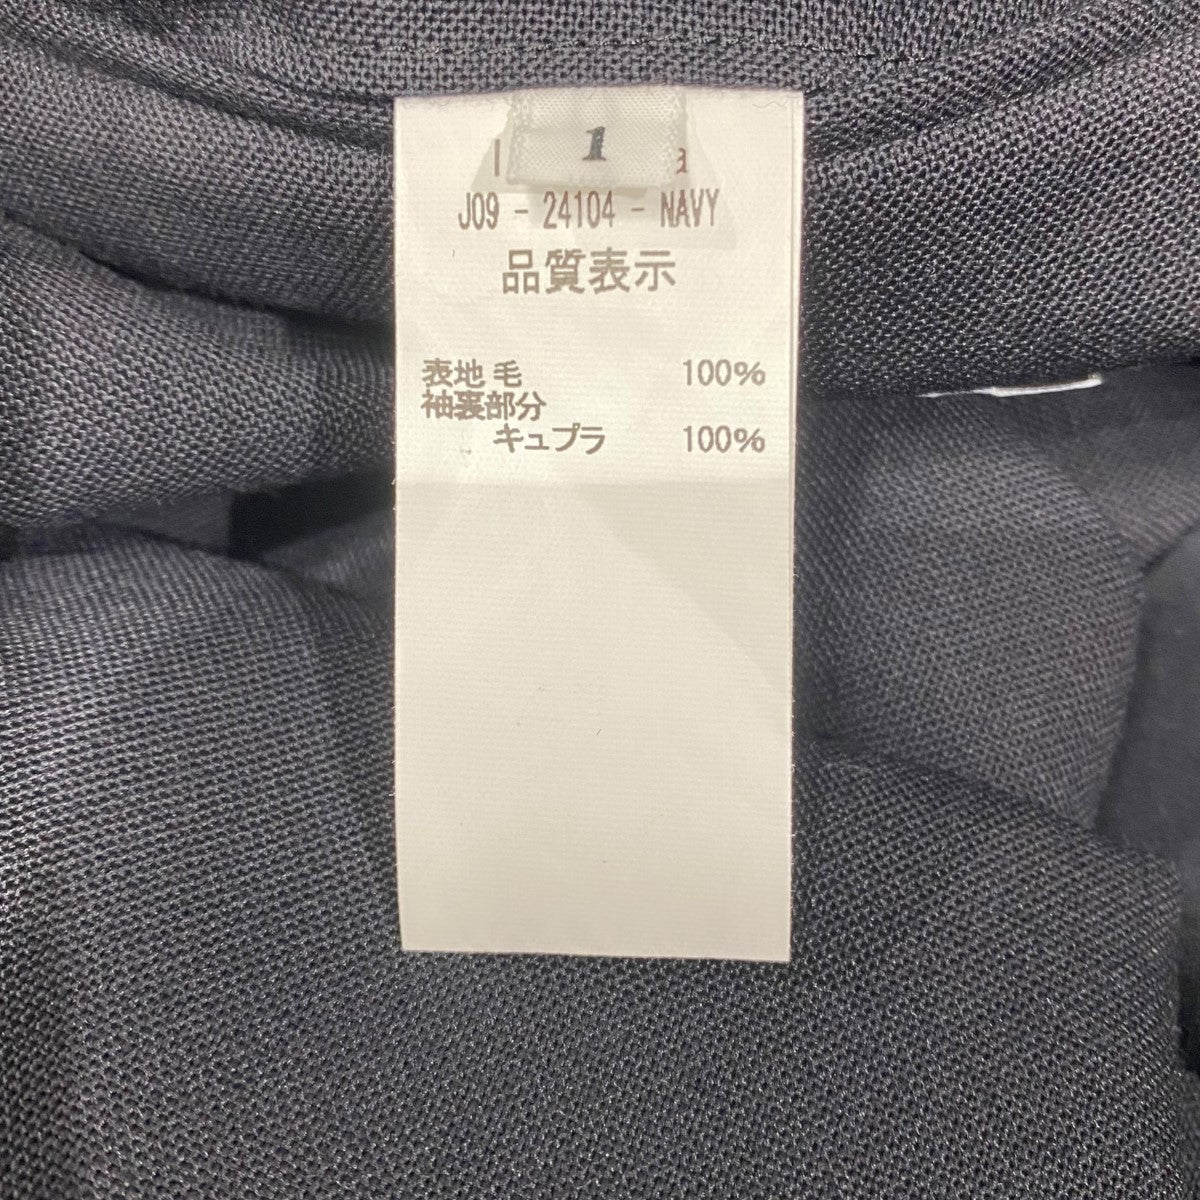 1
J09 - 24104 - NAVY
品質表示
表地 毛 100%
袖裏部分
キュプラ 100%